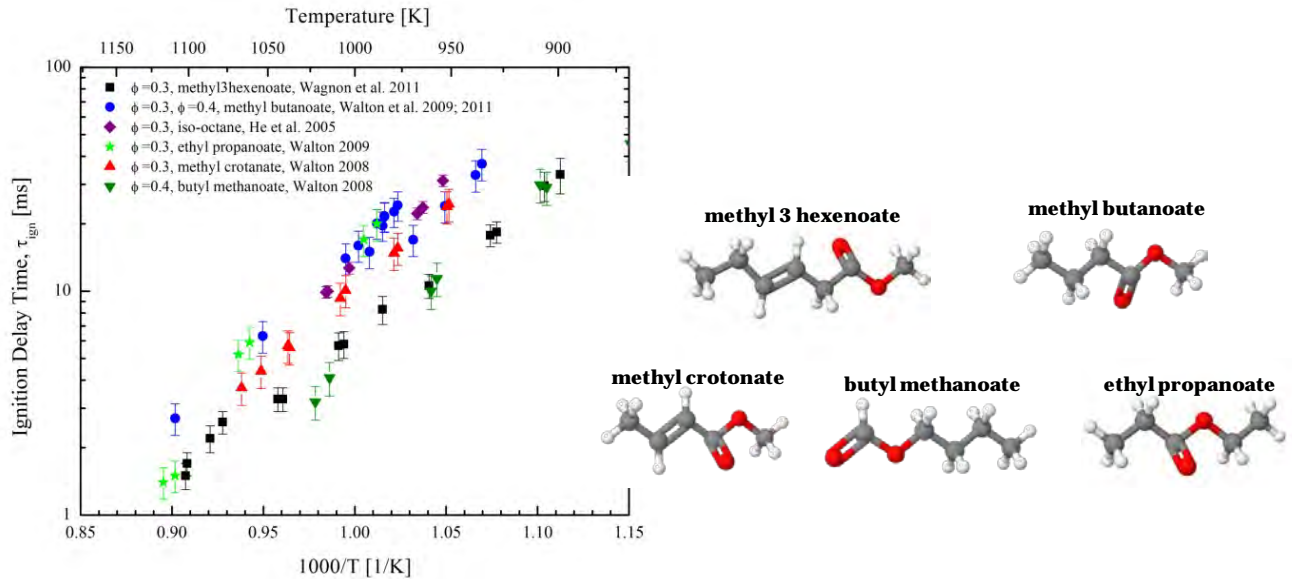 Temperature [K]
1150 1100 1050 1000 950 900
100
φ=0.3, methyl3hexenoate, Wagnon et al. 2011
φ=0.3, φ=0.4, methyl butanoate, Walton et al. 2009; 2011
φ=0.3, iso-octane, He et al. 2005
φ=0.3, ethyl propanoate, Walton 2009
φ=0.3, methyl crotanate, Walton 2008
φ=0.4, butyl methanoate, Walton 2008
Ignition Delay Time, τign, [ms]
10
1
0.85 0.90 0.95 1.00 1.05 1.10 1.15
1000/T [1/K]
methyl 3 hexenoate
methyl butanoate
methyl crotonate
butyl methanoate
ethyl propanoate